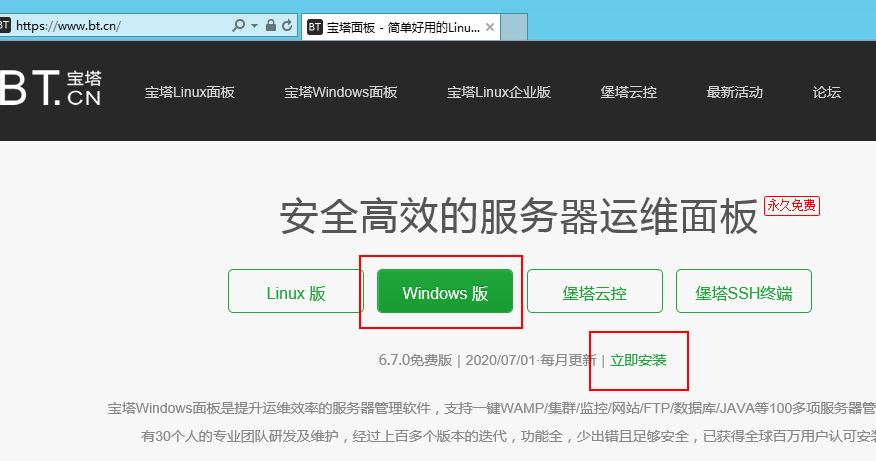 BT https://www.bt.cn/
BT 宝塔面板 - 简单好用的Linu...
BT.宝塔
CN
宝塔Linux面板 宝塔Windows面板 宝塔Linux企业版 堡塔云控 最新活动 论坛
安全高效的服务器运维面板 永久免费
Linux 版 Windows 版 堡塔云控 堡塔SSH终端
6.7.0免费版 | 2020/07/01·每月更新 | 立即安装
宝塔Windows面板是提升运维效率的服务器管理软件，支持一键WAMP/集群/监控/网站/FTP/数据库/JAVA等100多项服务器管
有30个人的专业团队研发及维护，经过上百多个版本的迭代，功能全，少出错且足够安全，已获得全球百万用户认可安装